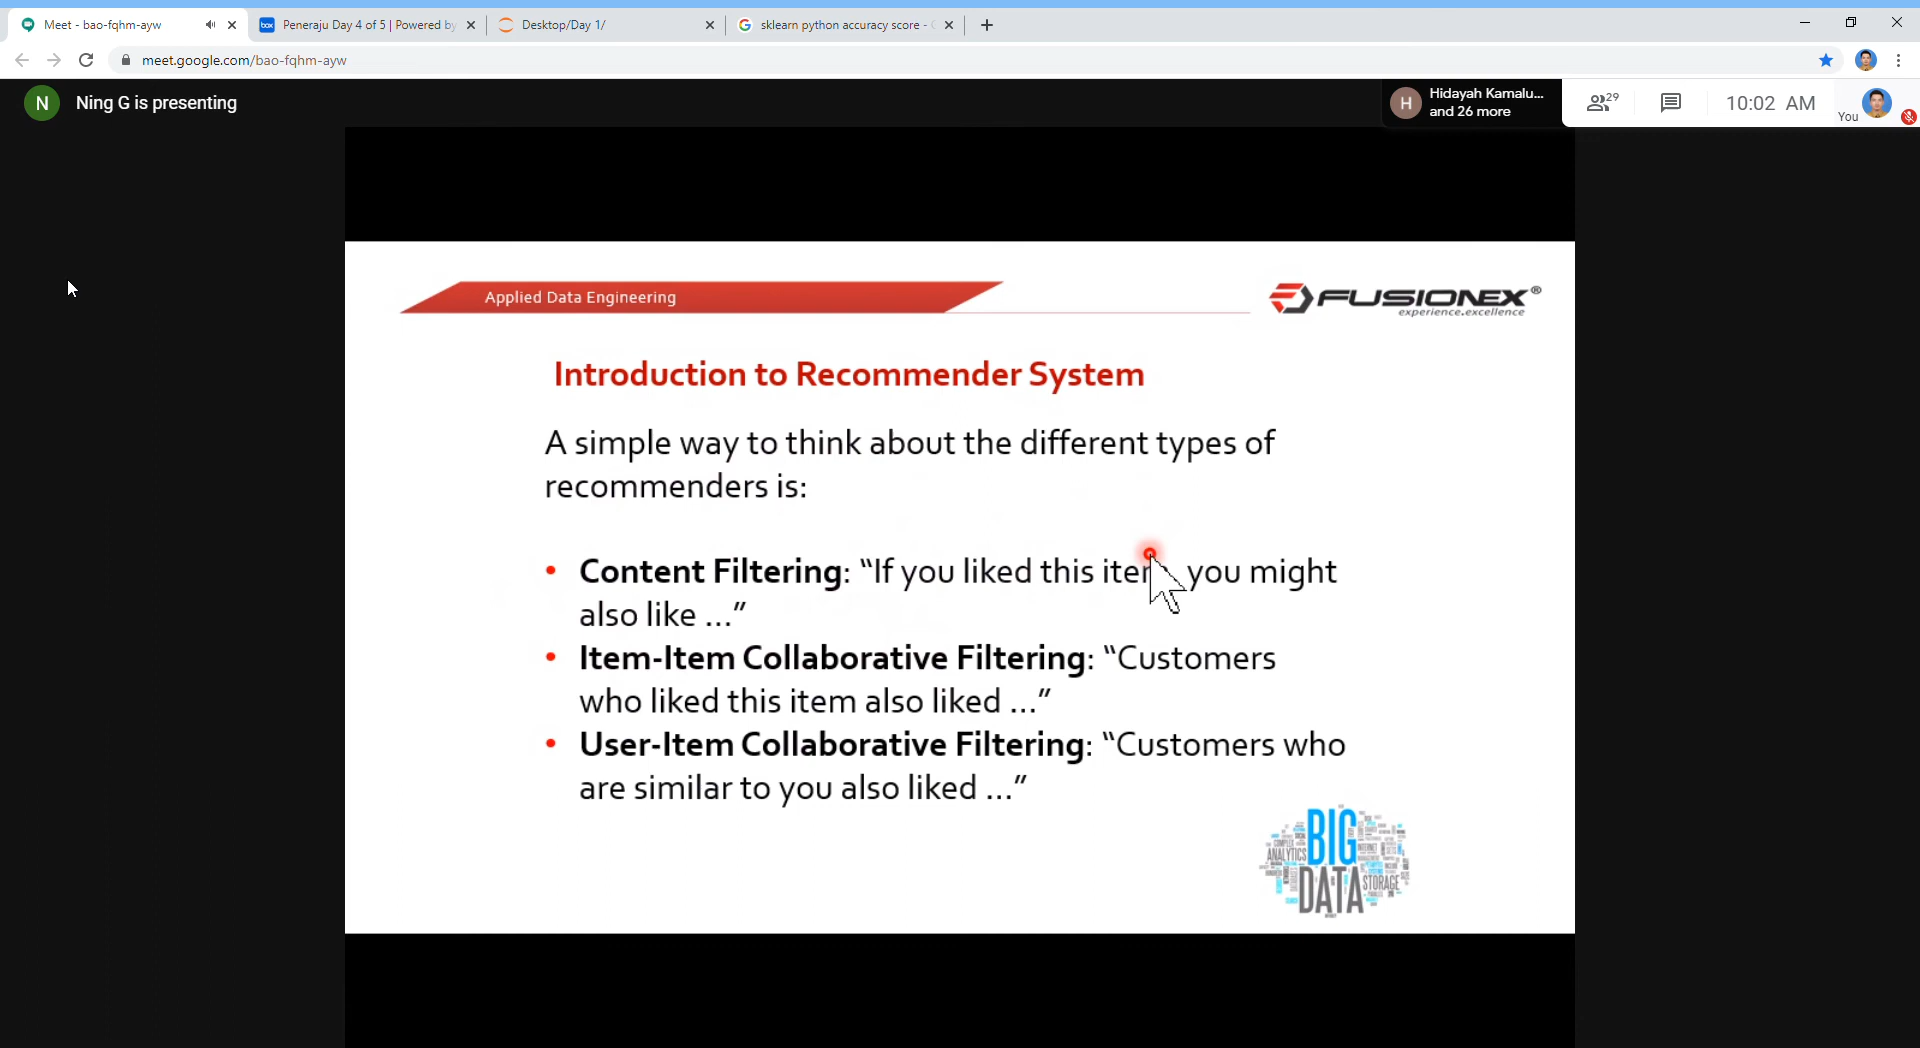 Meet - bao-fqhm-ayw
Peneraju Day 4 of 5 | Powered by
Desktop/Day 1/
sklearn python accuracy score -
meet.google.com/bao-fqhm-ayw
N
Ning G is presenting
H
Hidayah Kamalu...
and 26 more
29
10:02 AM
You
Applied Data Engineering
FUSIONEX®
experience.excellence
Introduction to Recommender System
A simple way to think about the different types of
recommenders is:
• Content Filtering: “If you liked this item you might
also like ...”
• Item-Item Collaborative Filtering: “Customers
who liked this item also liked ...”
• User-Item Collaborative Filtering: “Customers who
are similar to you also liked ...”
BIG
ANALYTICS
DATA STORAGE